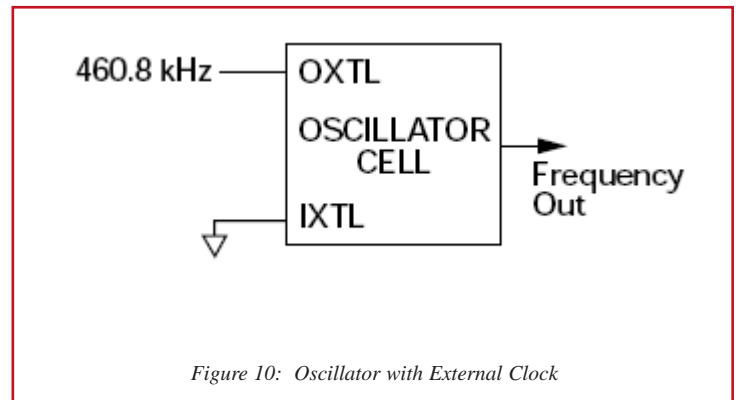 460.8 kHz
OXTL
OSCILLATOR
CELL
IXTL
Frequency
Out
Figure 10: Oscillator with External Clock